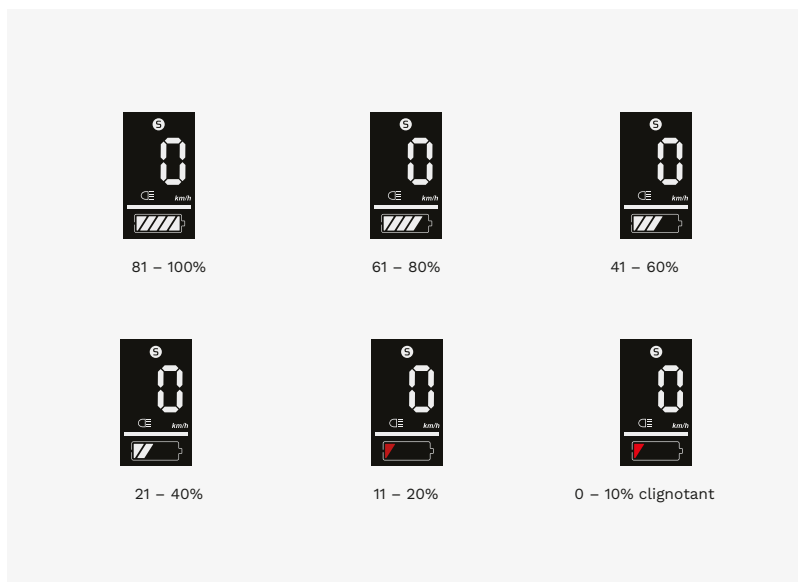 S
0
km/h
81 – 100%
S
0
km/h
61 – 80%
S
0
km/h
41 – 60%
S
0
km/h
21 – 40%
S
0
km/h
11 – 20%
S
0
km/h
0 – 10% clignotant